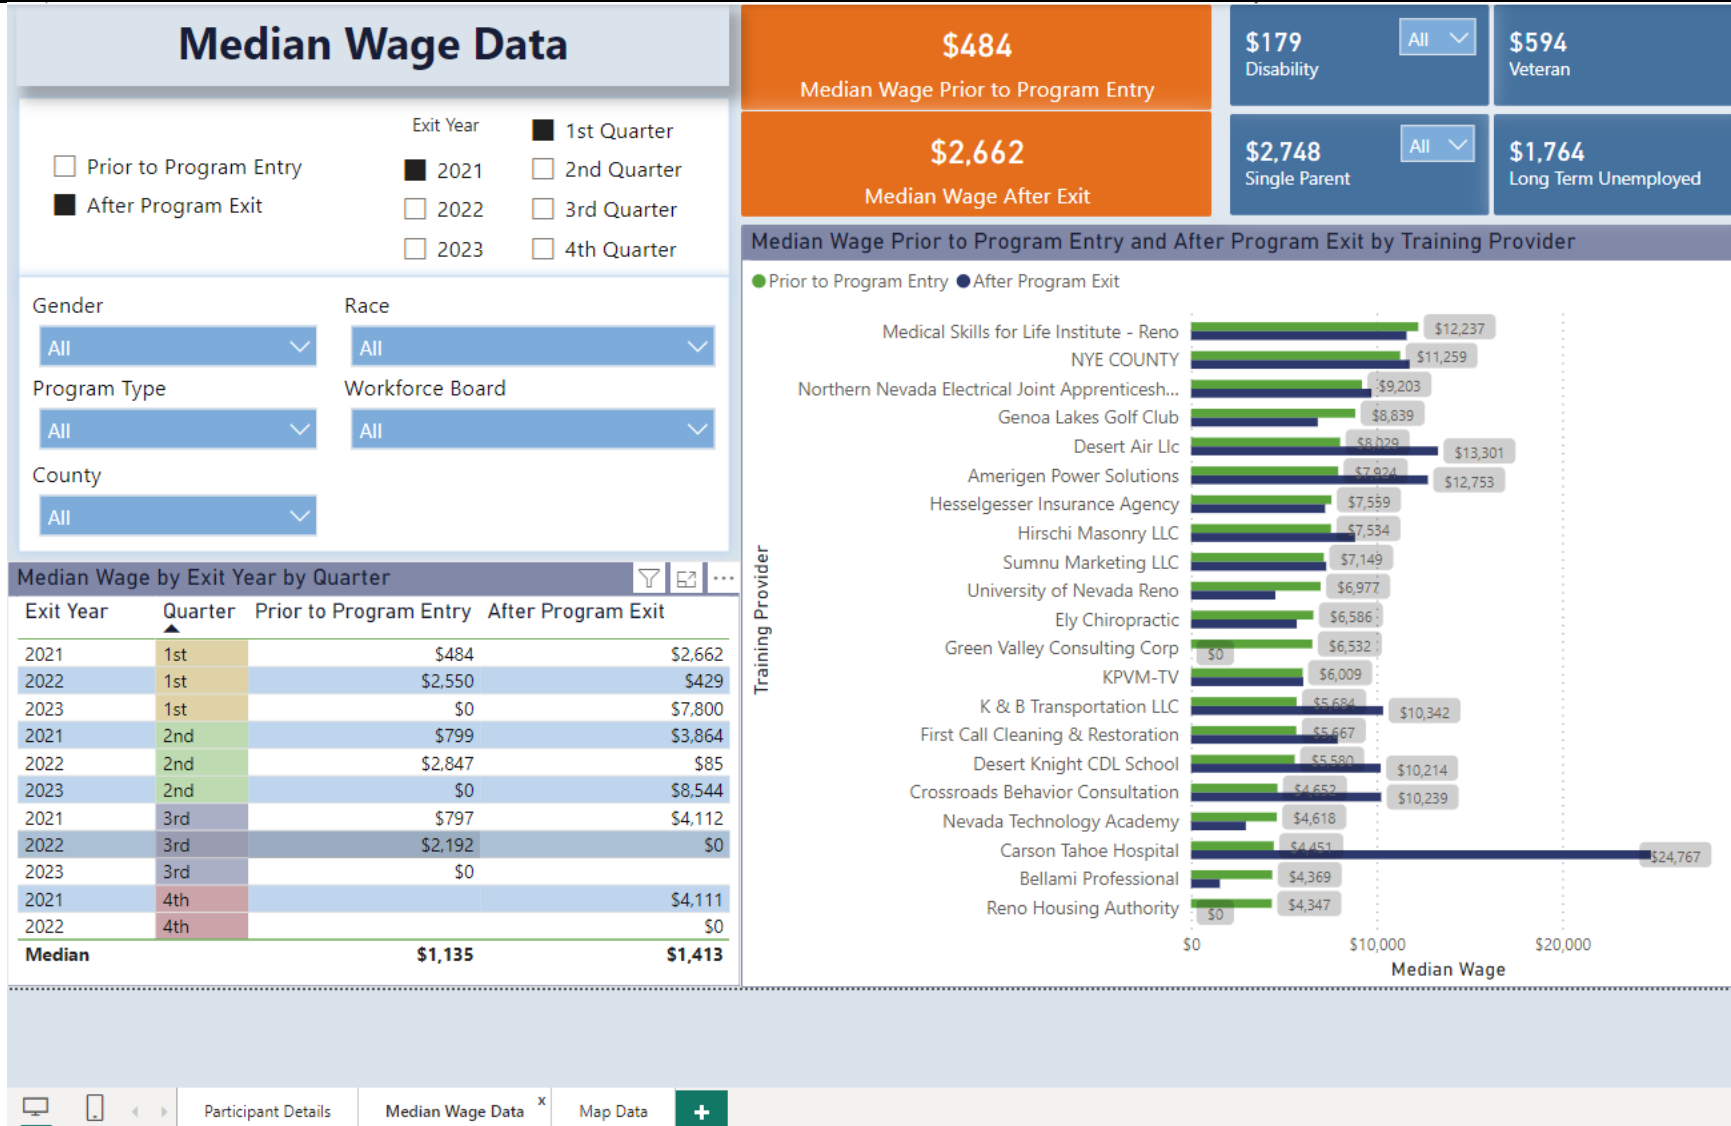 Median Wage Data
Prior to Program Entry
After Program Exit
Exit Year
2021
2022
2023
1st Quarter
2nd Quarter
3rd Quarter
4th Quarter
Gender
All
Race
All
Program Type
All
Workforce Board
All
County
All
$484
Median Wage Prior to Program Entry
$2,662
Median Wage After Exit
$179
Disability
All
$594
Veteran
$2,748
Single Parent
All
$1,764
Long Term Unemployed
Median Wage by Exit Year by Quarter
Exit Year Quarter Prior to Program Entry After Program Exit
2021 1st $484 $2,662
2022 1st $2,550 $429
2023 1st $0 $7,800
2021 2nd $799 $3,864
2022 2nd $2,847 $85
2023 2nd $0 $8,544
2021 3rd $797 $4,112
2022 3rd $2,192 $0
2023 3rd $0
2021 4th $4,111
2022 4th $0
Median $1,135 $1,413
Median Wage Prior to Program Entry and After Program Exit by Training Provider
Prior to Program Entry After Program Exit
Training Provider
Medical Skills for Life Institute - Reno $12,237
NYE COUNTY $11,259
Northern Nevada Electrical Joint Apprenticesh... $9,203
Genoa Lakes Golf Club $8,839
Desert Air Llc $8,029 $13,301
Amerigen Power Solutions $7,924 $12,753
Hesselgesser Insurance Agency $7,559
Hirschi Masonry LLC $7,534
Sumnu Marketing LLC $7,149
University of Nevada Reno $6,977
Ely Chiropractic $6,586
Green Valley Consulting Corp $0 $6,532
KPVM-TV $6,009
K & B Transportation LLC $5,684 $10,342
First Call Cleaning & Restoration $5,667
Desert Knight CDL School $5,580 $10,214
Crossroads Behavior Consultation $4,652 $10,239
Nevada Technology Academy $4,618
Carson Tahoe Hospital $4,451 $24,767
Bellami Professional $4,369
Reno Housing Authority $0 $4,347
$0 $10,000 $20,000
Median Wage
Participant Details Median Wage Data x Map Data +